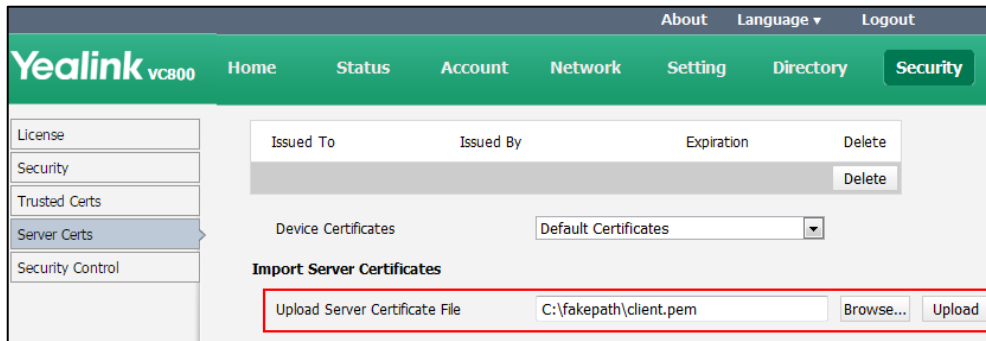 About Language ▾ Logout
Yealink VC800 Home Status Account Network Setting Directory Security
License
Security
Trusted Certs
Server Certs
Security Control
Issued To Issued By Expiration Delete
Delete
Device Certificates Default Certificates
Import Server Certificates
Upload Server Certificate File C:\fakepath\client.pem Browse... Upload